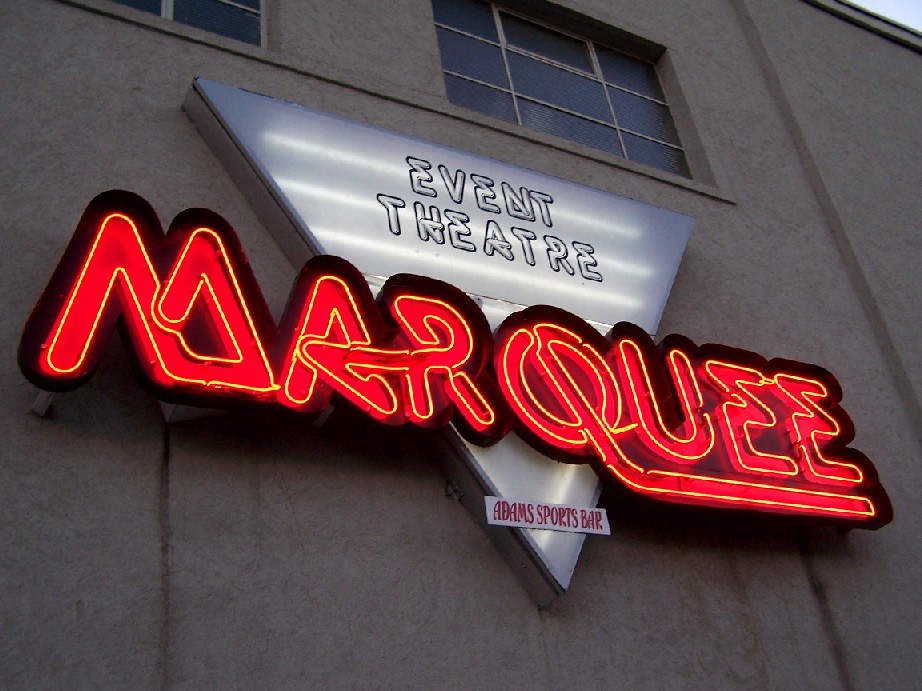 EVENT
THEATRE
MARQUEE
ADAMS SPORTS BAR